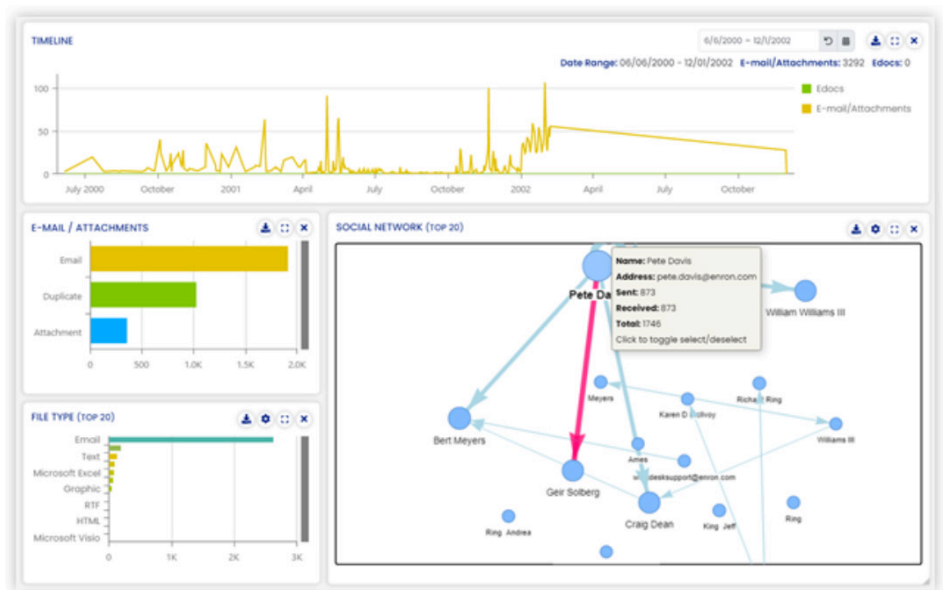 TIMELINE
6/6/2000 - 12/1/2002
Date Range: 06/06/2000 - 12/01/2002 E-mail/Attachments: 3292 Edocs: 0
100
50
0
Edocs
E-mail/Attachments
July 2000 October 2001 April July October 2002 April July October
E-MAIL / ATTACHMENTS
Email
Duplicate
Attachment
0 500 1.0K 1.5K 2.0K
FILE TYPE (TOP 20)
Email
Text
Microsoft Excel
Graphic
RTF
HTML
Microsoft Visio
0 1K 2K 3K
SOCIAL NETWORK (TOP 20)
Name: Pete Davis
Address: pete.davis@enron.com
Sent: 873
Received: 873
Total: 1746
Click to toggle select/deselect
Pete Da
William Williams III
Meyers
Karen D
Richard Ring
Williams III
Bert Meyers
Ames
desksupport@enron.com
Geir Solberg
Craig Dean
King Jeff
Ring
Ring Andrea